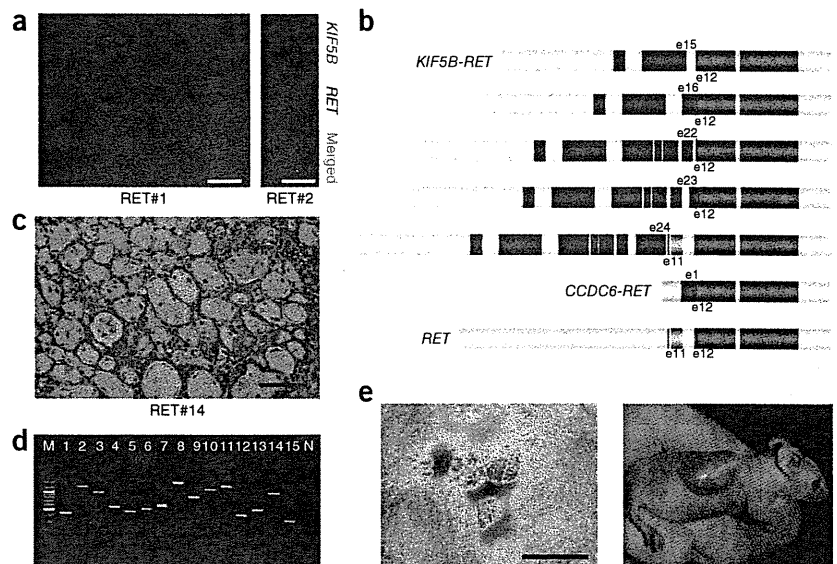 a
KIF5B
RET
Merged
RET#1
RET#2
b
KIF5B-RET
e15
e12
e16
e12
e22
e12
e23
e12
e24
e11
CCDC6-RET
e1
e12
RET
e11 e12
c
RET#14
d
M 1 2 3 4 5 6 7 8 9 10 11 12 13 14 15 N
e